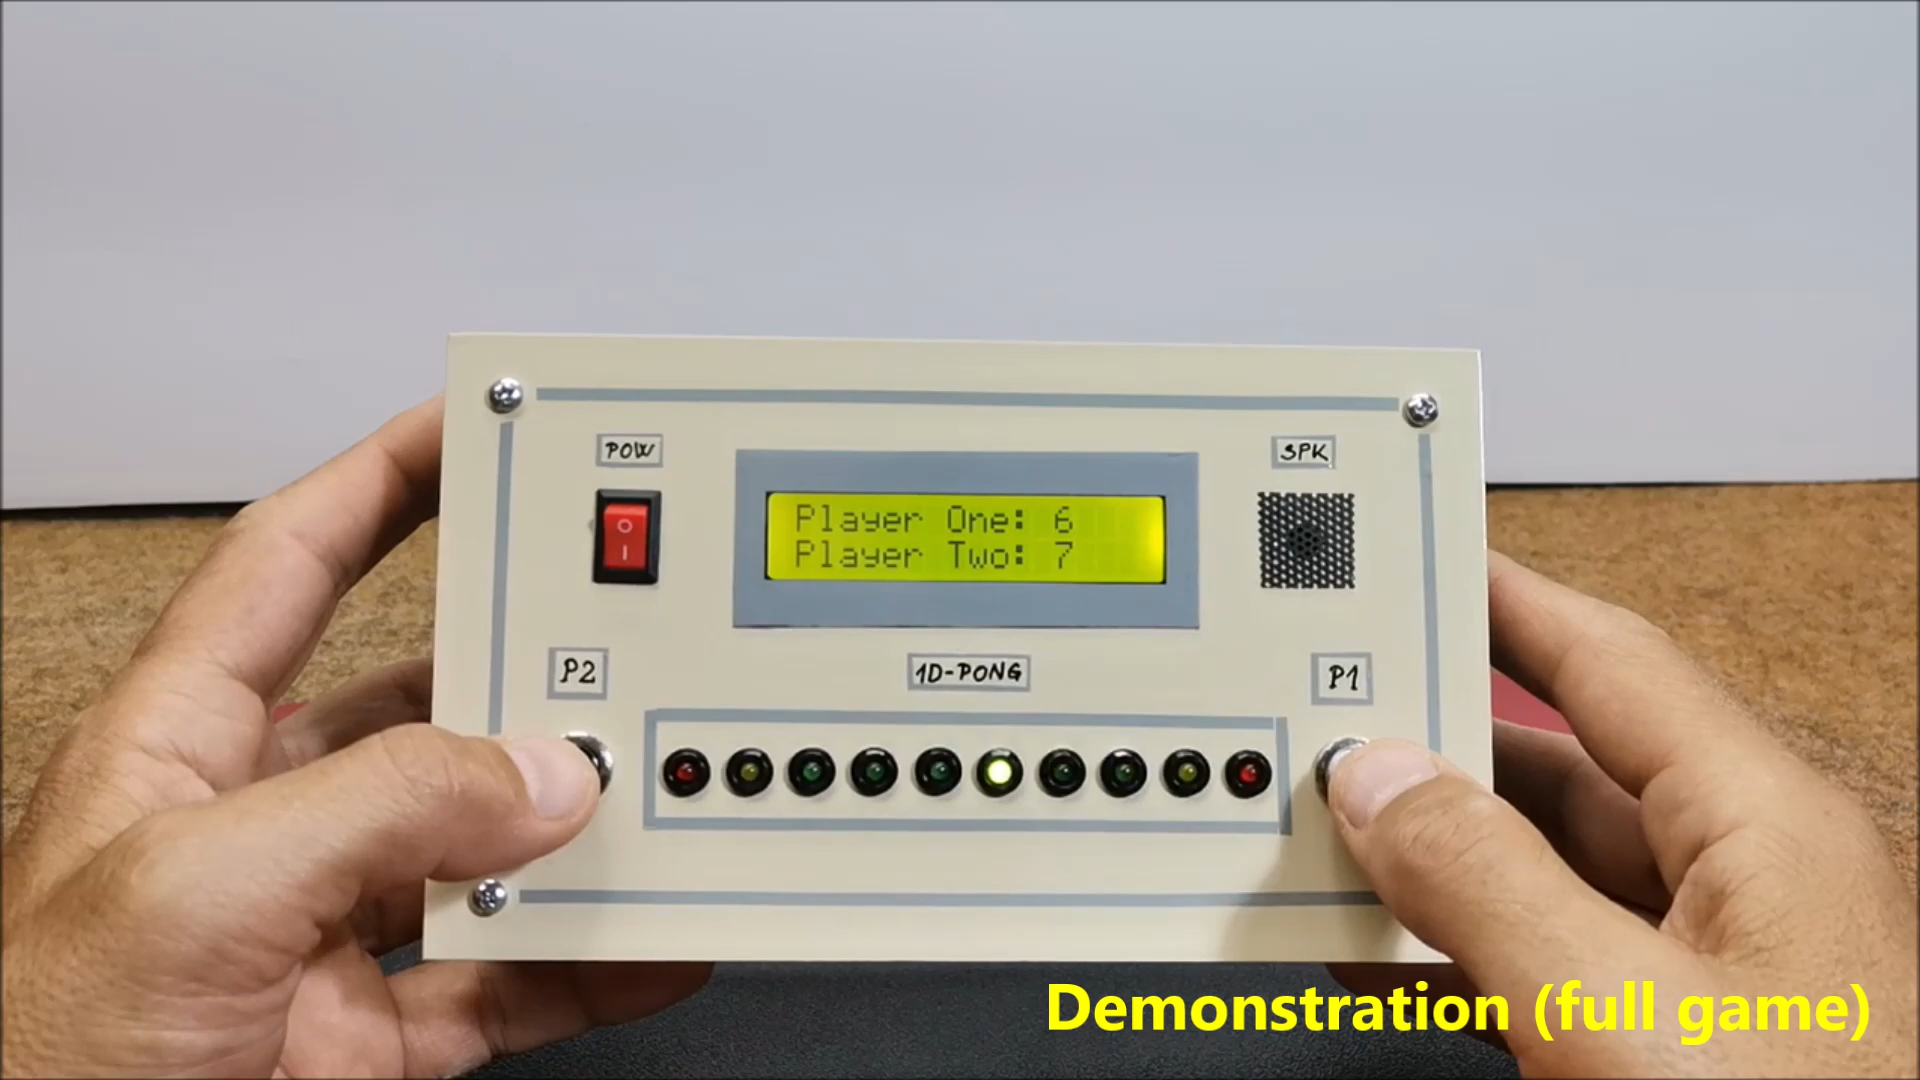 POW
SPK
Player One: 6
Player Two: 7
P2
1D-PONG
P1
Demonstration (full game)